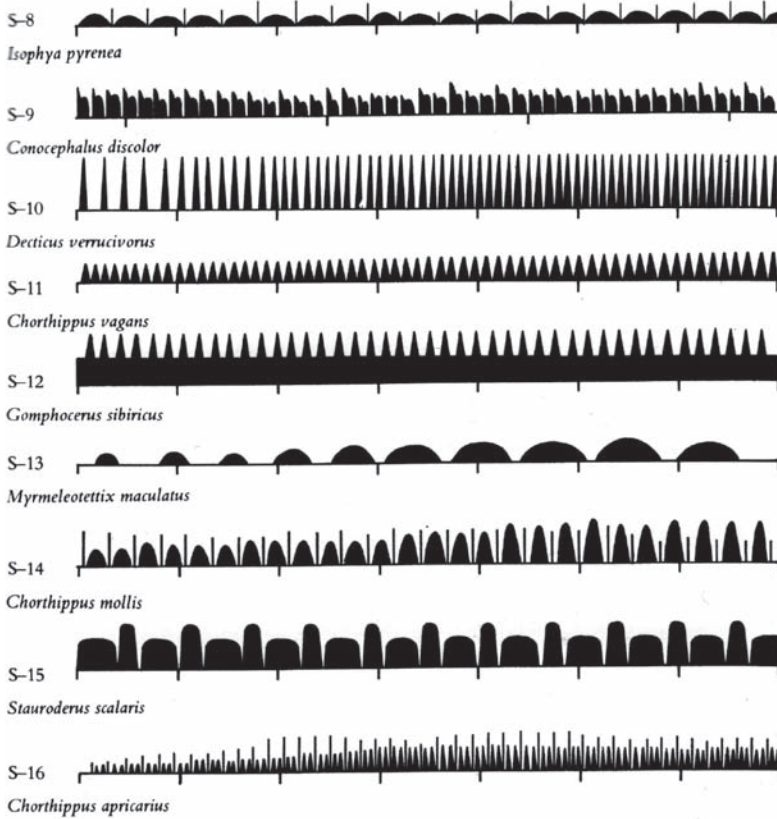 S–8
Isophya pyrenea
S–9
Conocephalus discolor
S–10
Decticus verrucivorus
S–11
Chorthippus vagans
S–12
Gomphocerus sibiricus
S–13
Myrmeleotettix maculatus
S–14
Chorthippus mollis
S–15
Stauroderus scalaris
S–16
Chorthippus apricarius